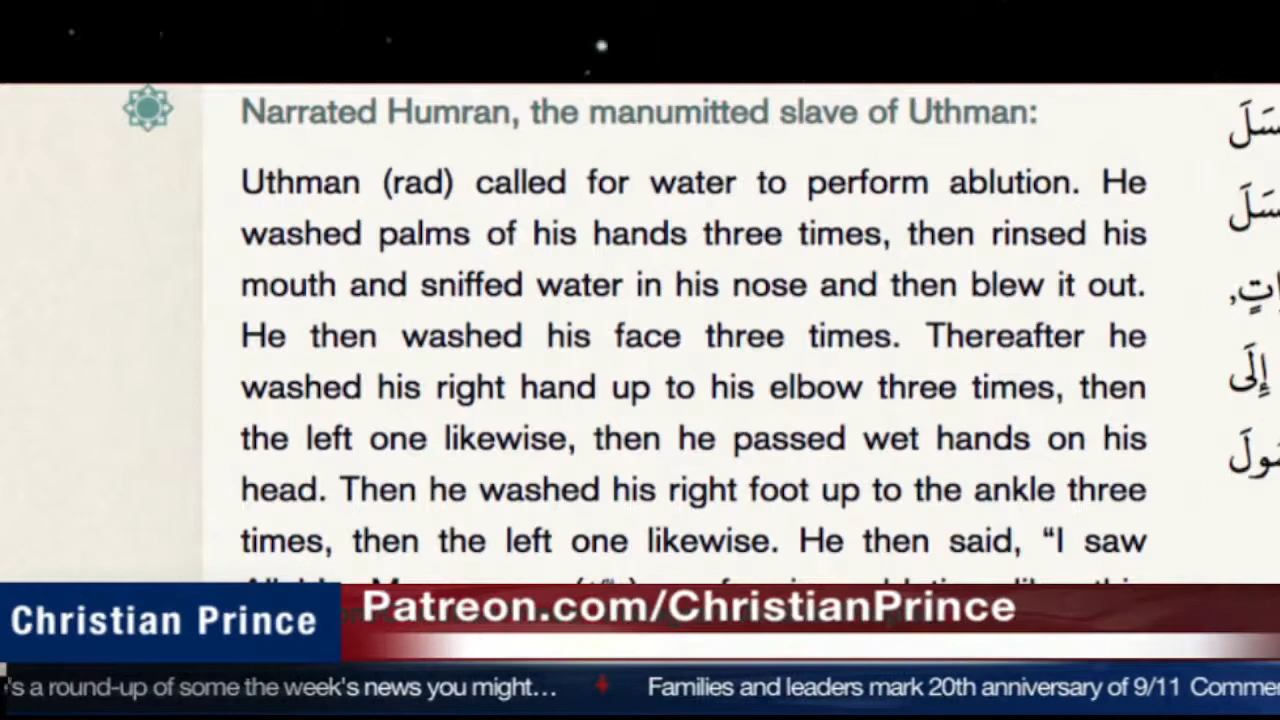 Narrated Humran, the manumitted slave of Uthman:
Uthman (rad) called for water to perform ablution. He
washed palms of his hands three times, then rinsed his
mouth and sniffed water in his nose and then blew it out.
He then washed his face three times. Thereafter he
washed his right hand up to his elbow three times, then
the left one likewise, then he passed wet hands on his
head. Then he washed his right foot up to the ankle three
times, then the left one likewise. He then said, “I saw
إِلَى
Christian Prince
Patreon.com/ChristianPrince
's a round-up of some the week's news you might... Families and leaders mark 20th anniversary of 9/11